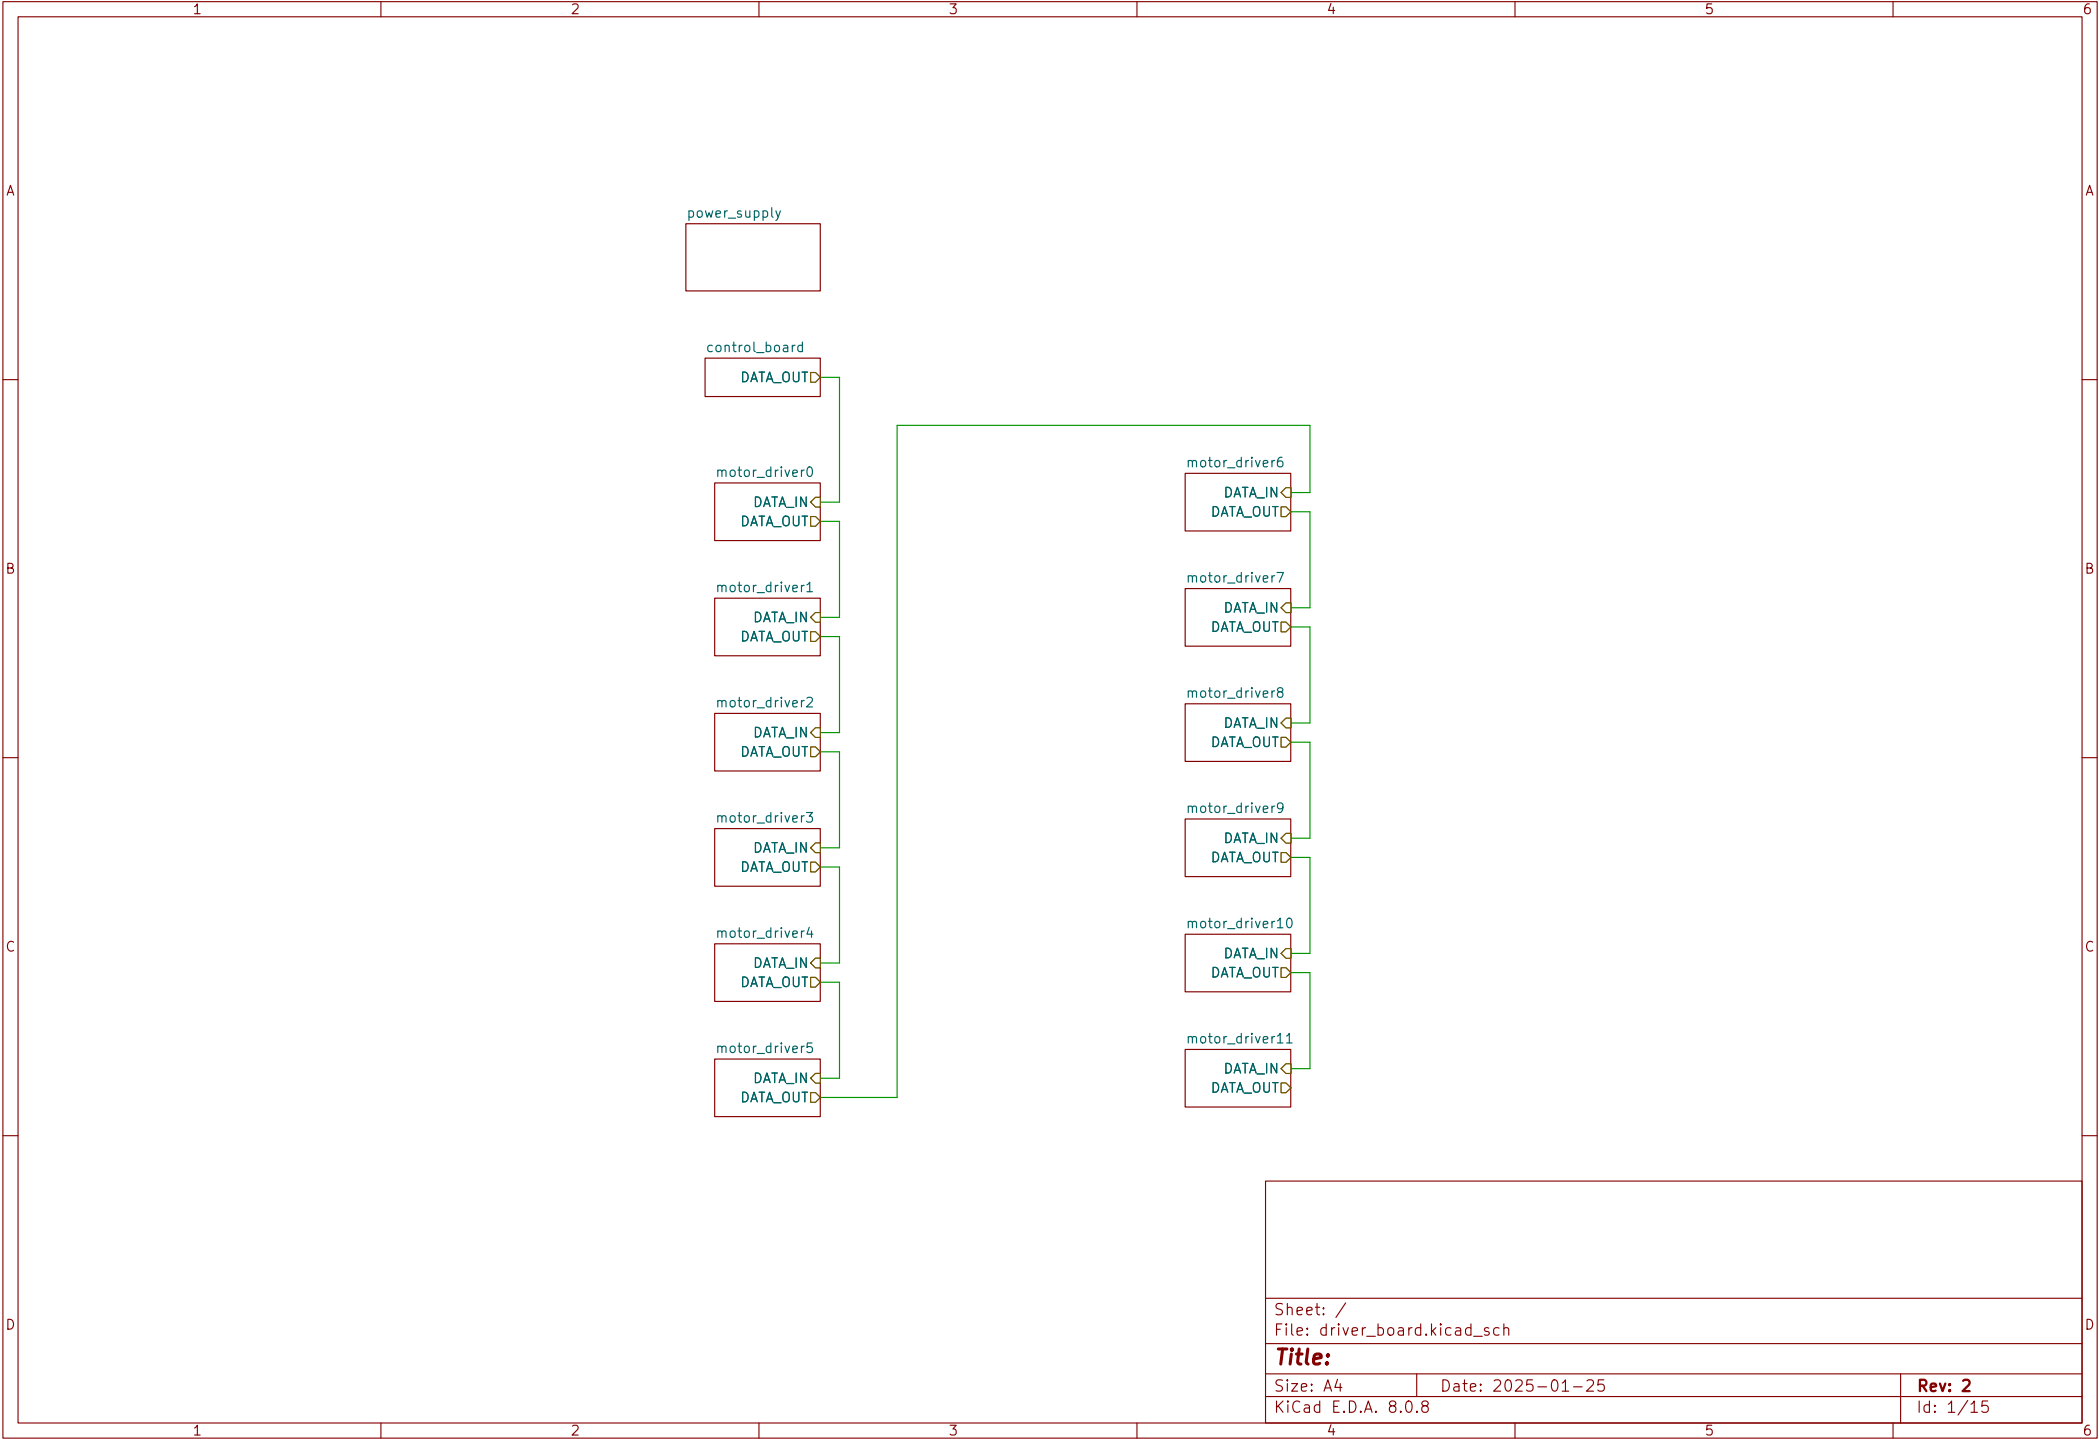 1 2 3 4 5 6
A A
power_supply
control_board
DATA_OUT
motor_driver0
DATA_IN
DATA_OUT
motor_driver1
DATA_IN
DATA_OUT
motor_driver2
DATA_IN
DATA_OUT
motor_driver3
DATA_IN
DATA_OUT
motor_driver4
DATA_IN
DATA_OUT
motor_driver5
DATA_IN
DATA_OUT
motor_driver6
DATA_IN
DATA_OUT
motor_driver7
DATA_IN
DATA_OUT
motor_driver8
DATA_IN
DATA_OUT
motor_driver9
DATA_IN
DATA_OUT
motor_driver10
DATA_IN
DATA_OUT
motor_driver11
DATA_IN
DATA_OUT
B B
C C
D D
Sheet: /
File: driver_board.kicad_sch
Title:
Size: A4 Date: 2025-01-25 Rev: 2
KiCad E.D.A. 8.0.8 Id: 1/15
1 2 3 4 5 6